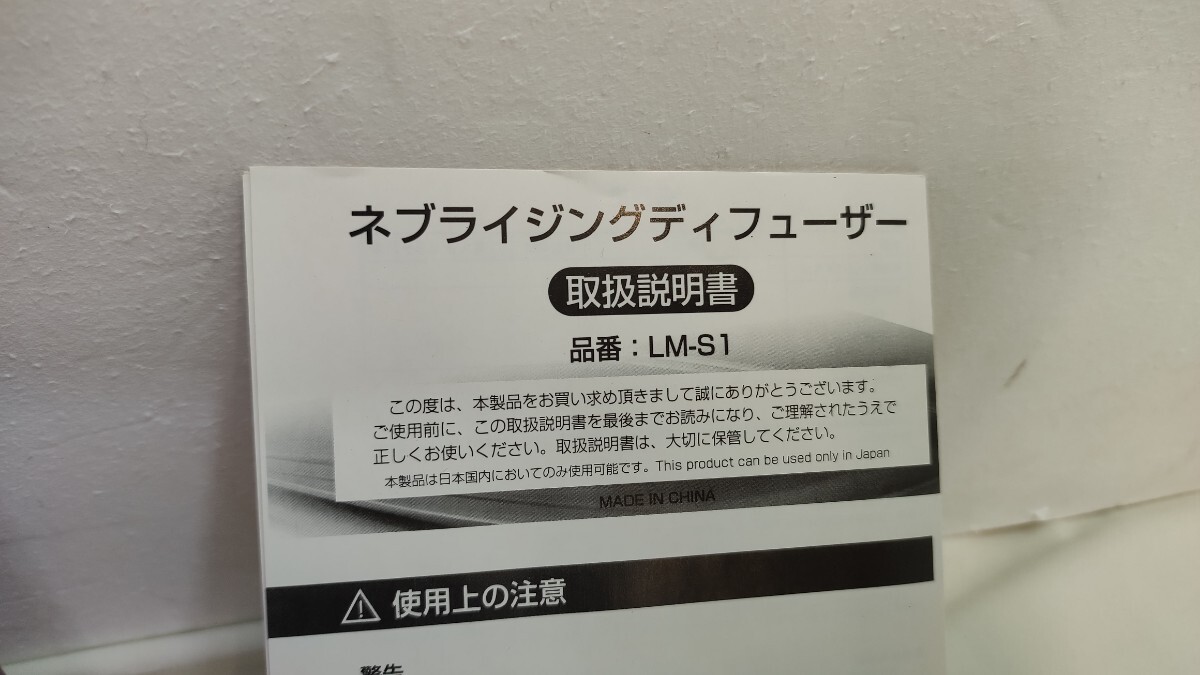 ネブライジングディフューザー
取扱説明書
品番：LM-S1
この度は、本製品をお買い求め頂きまして誠にありがとうございます。
ご使用前に、この取扱説明書を最後までお読みになり、ご理解されたうえで
正しくお使いください。取扱説明書は、大切に保管してください。
本製品は日本国内においてのみ使用可能です。This product can be used only in Japan
MADE IN CHINA
使用上の注意
警告